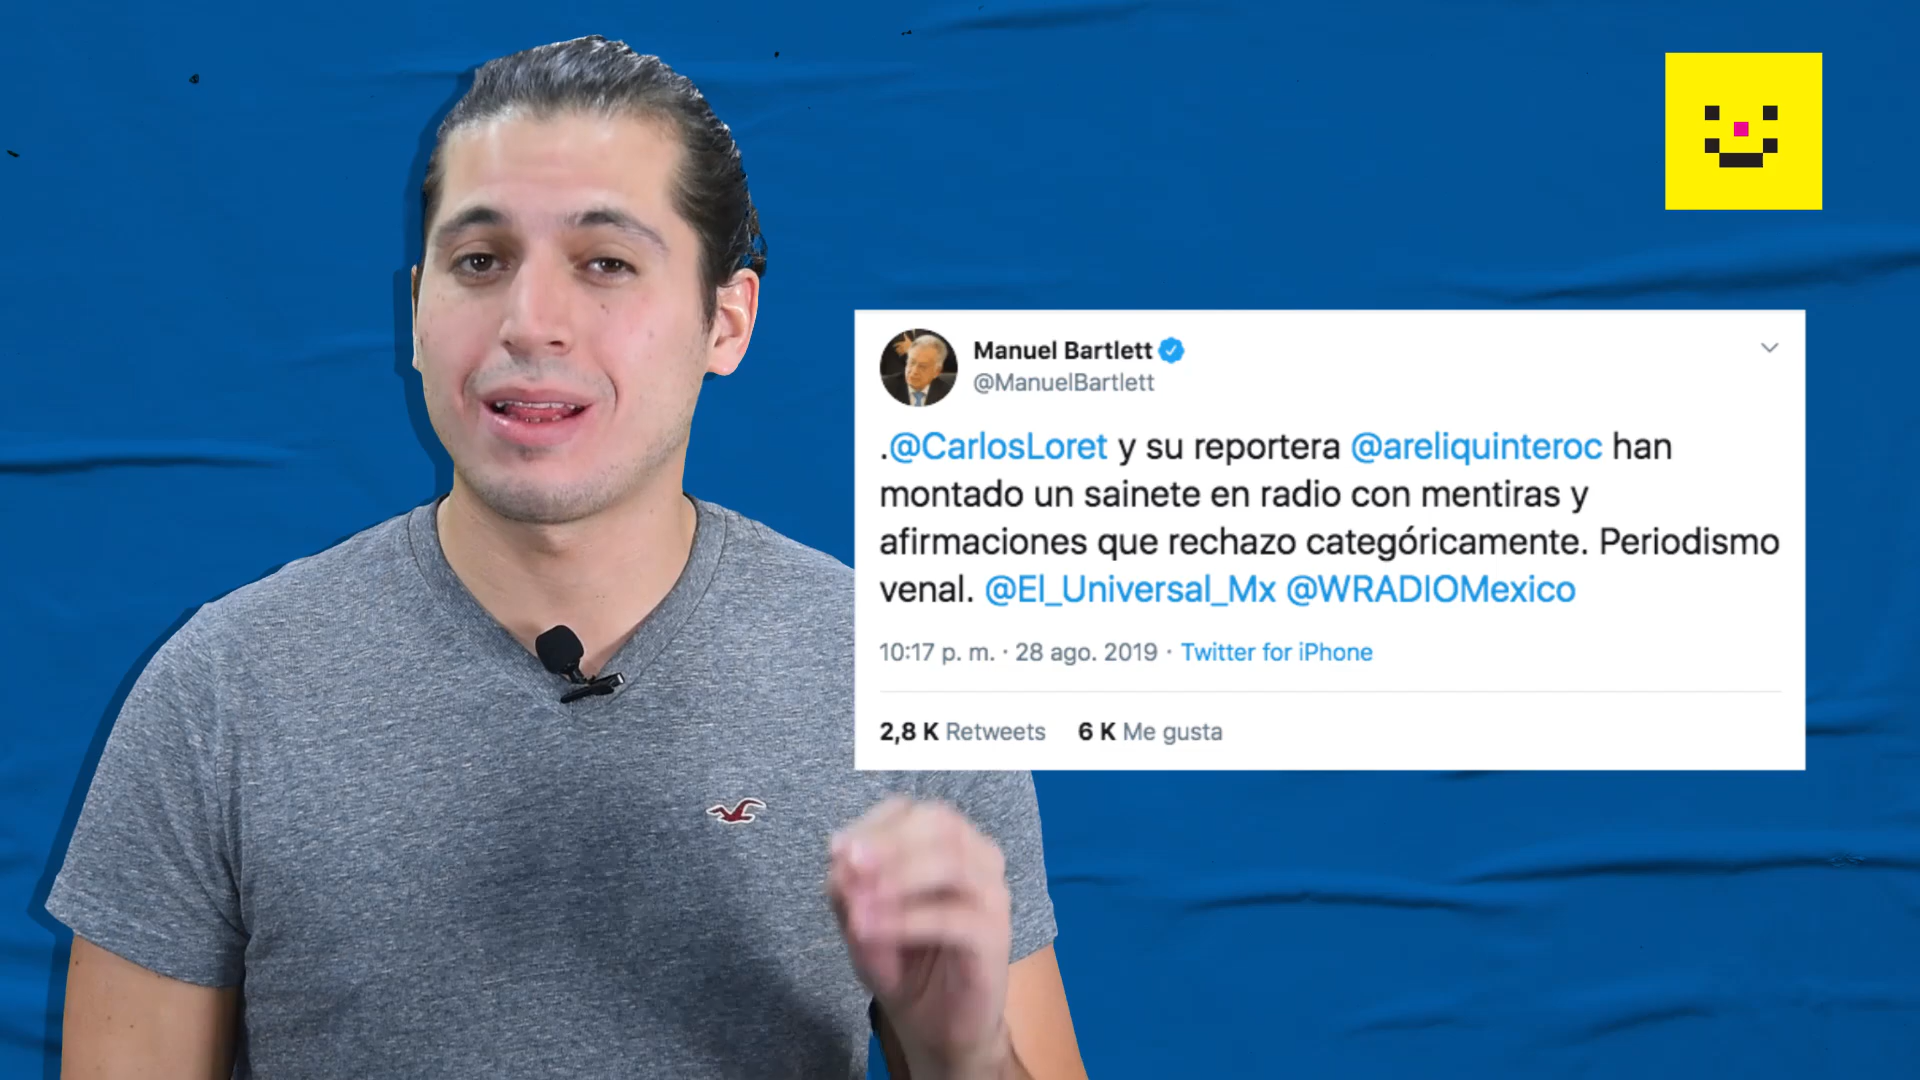 Manuel Bartlett
@ManuelBartlett
.@CarlosLoret y su reportera @areliquinteroc han
montado un sainete en radio con mentiras y
afirmaciones que rechazo categóricamente. Periodismo
venal. @El_Universal_Mx @WRADIOMexico
10:17 p. m. · 28 ago. 2019 · Twitter for iPhone
2,8 K Retweets 6 K Me gusta